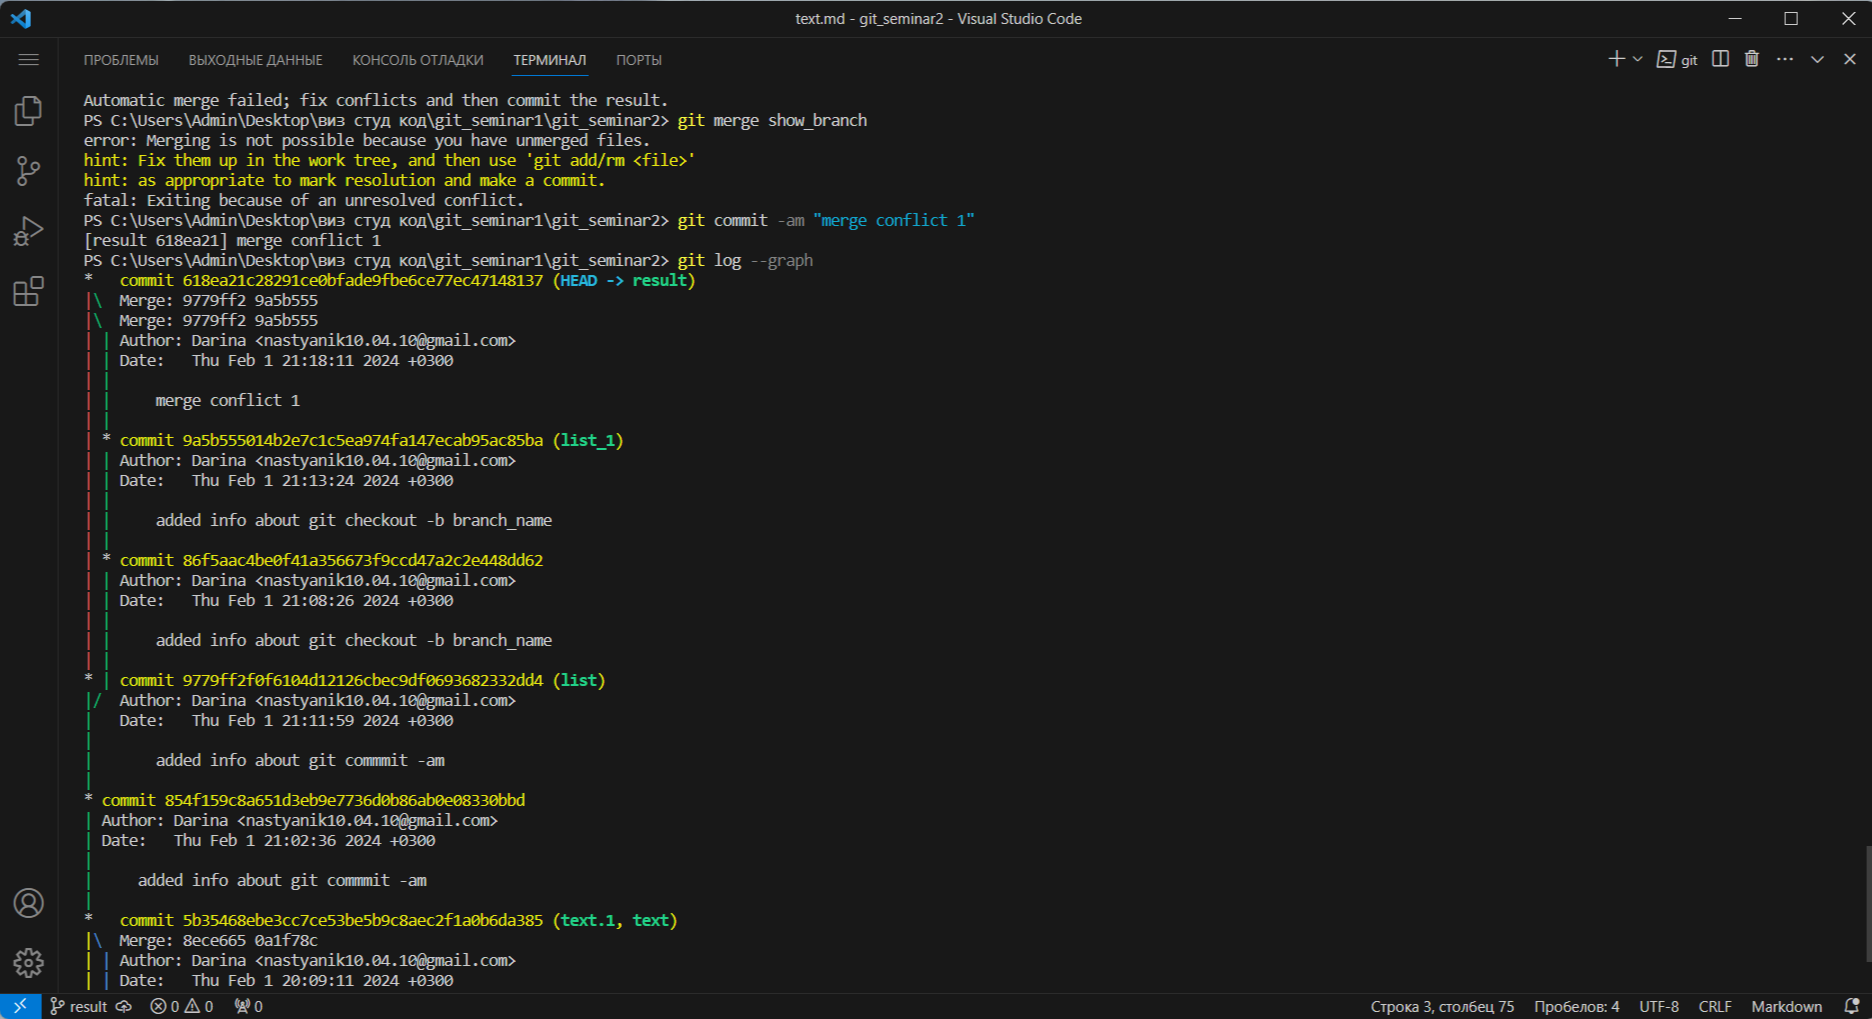 text.md - git_seminar2 - Visual Studio Code
ПРОБЛЕМЫ ВЫХОДНЫЕ ДАННЫЕ КОНСОЛЬ ОТЛАДКИ ТЕРМИНАЛ ПОРТЫ git
Automatic merge failed; fix conflicts and then commit the result.
PS C:\Users\Admin\Desktop\виз студ код\git_seminar1\git_seminar2> git merge show_branch
error: Merging is not possible because you have unmerged files.
hint: Fix them up in the work tree, and then use 'git add/rm <file>'
hint: as appropriate to mark resolution and make a commit.
fatal: Exiting because of an unresolved conflict.
PS C:\Users\Admin\Desktop\виз студ код\git_seminar1\git_seminar2> git commit -am "merge conflict 1"
[result 618ea21] merge conflict 1
PS C:\Users\Admin\Desktop\виз студ код\git_seminar1\git_seminar2> git log --graph
*   commit 618ea21c28291ce0bfade9fbe6ce77ec47148137 (HEAD -> result)
|\  Merge: 9779ff2 9a5b555
|\  Merge: 9779ff2 9a5b555
| | Author: Darina <nastyanik10.04.10@gmail.com>
| | Date:   Thu Feb 1 21:18:11 2024 +0300
| |
| |     merge conflict 1
| |
| * commit 9a5b555014b2e7c1c5ea974fa147ecab95ac85ba (list_1)
| | Author: Darina <nastyanik10.04.10@gmail.com>
| | Date:   Thu Feb 1 21:13:24 2024 +0300
| |
| |     added info about git checkout -b branch_name
| |
| * commit 86f5aac4be0f41a356673f9ccd47a2c2e448dd62
| | Author: Darina <nastyanik10.04.10@gmail.com>
| | Date:   Thu Feb 1 21:08:26 2024 +0300
| |
| |     added info about git checkout -b branch_name
| |
* | commit 9779ff2f0f6104d12126cbec9df0693682332dd4 (list)
|/  Author: Darina <nastyanik10.04.10@gmail.com>
|   Date:   Thu Feb 1 21:11:59 2024 +0300
|
|       added info about git commmit -am
|
* commit 854f159c8a651d3eb9e7736d0b86ab0e08330bbd
| Author: Darina <nastyanik10.04.10@gmail.com>
| Date:   Thu Feb 1 21:02:36 2024 +0300
|
|     added info about git commmit -am
|
*   commit 5b35468ebe3cc7ce53be5b9c8aec2f1a0b6da385 (text.1, text)
|\  Merge: 8ece665 0a1f78c
| | Author: Darina <nastyanik10.04.10@gmail.com>
| | Date:   Thu Feb 1 20:09:11 2024 +0300
result 0 0 0 Строка 3, столбец 75 Пробелов: 4 UTF-8 CRLF Markdown